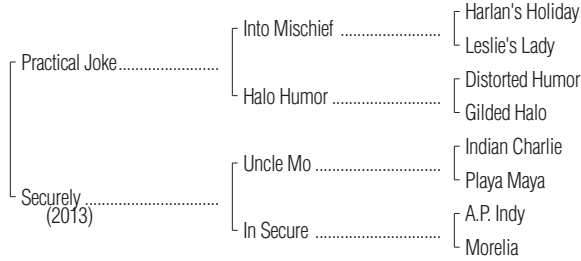 Harlan's Holiday
Into Mischief
Leslie's Lady
Practical Joke
Distorted Humor
Halo Humor
Gilded Halo
Indian Charlie
Uncle Mo
Playa Maya
Securely
(2013)
A.P. Indy
In Secure
Morelia